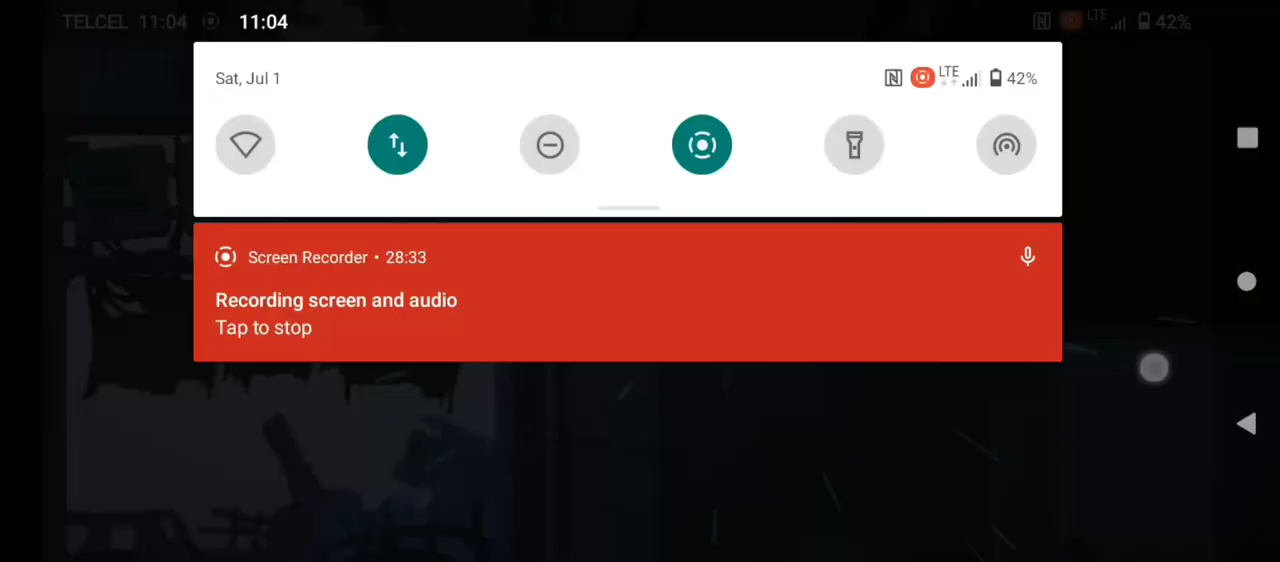 TELCEL 11:04 11:04 LTE 42%
Sat, Jul 1 LTE 42%
Screen Recorder • 28:33
Recording screen and audio
Tap to stop